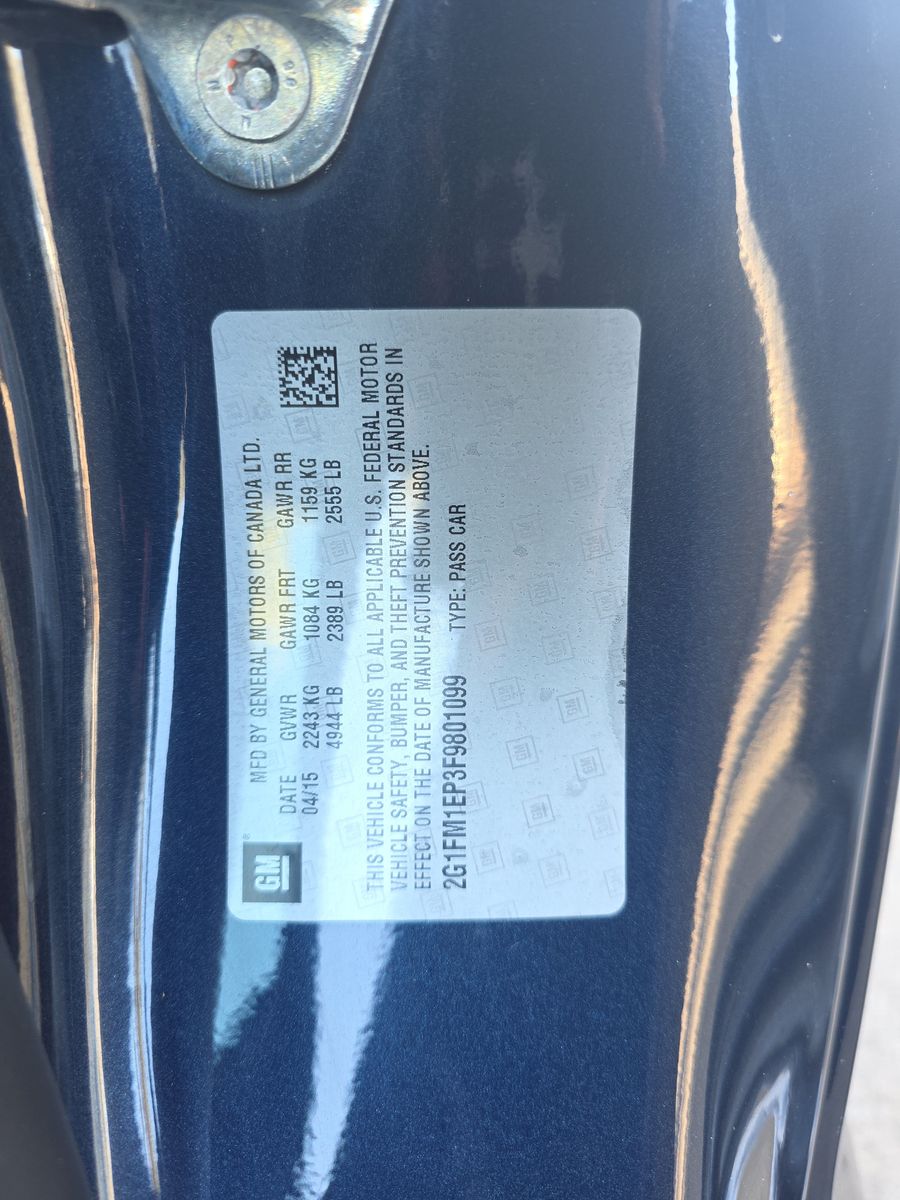 GM
MFD BY GENERAL MOTORS OF CANADA LTD.
DATE GVWR GAWR FRT GAWR RR
04/15 2243 KG 1084 KG 1159 KG
4944 LB 2389 LB 2555 LB
THIS VEHICLE CONFORMS TO ALL APPLICABLE U.S. FEDERAL MOTOR
VEHICLE SAFETY, BUMPER, AND THEFT PREVENTION STANDARDS IN
EFFECT ON THE DATE OF MANUFACTURE SHOWN ABOVE.
2G1FM1EP3F9801099 TYPE: PASS CAR